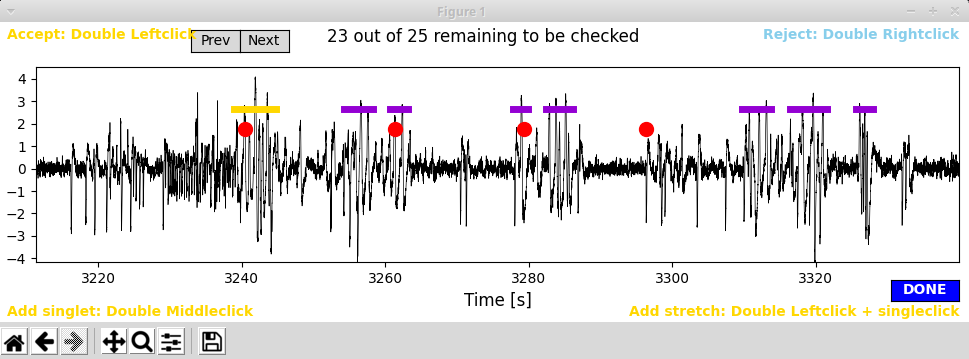 Figure 1
Accept: Double Leftclick
Prev
Next
23 out of 25 remaining to be checked
Reject: Double Rightclick
4
3
2
1
0
−1
−2
−3
−4
3220
3240
3260
3280
3300
3320
Time [s]
DONE
Add singlet: Double Middleclick
Add stretch: Double Leftclick + singleclick